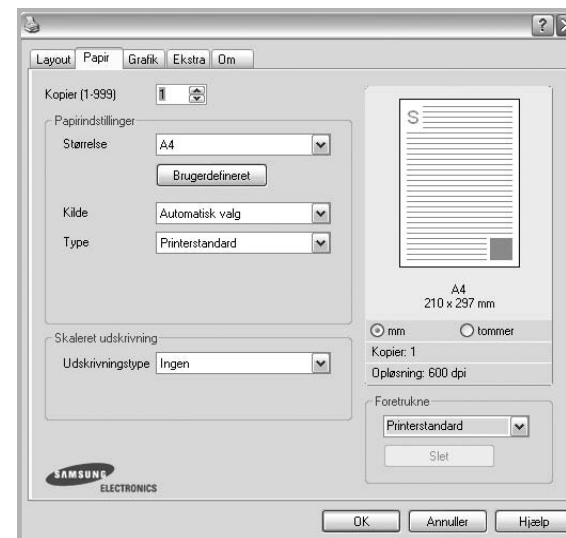 Layout Papir Grafik Ekstra Om
Kopier (1-999) 1
Papirindstillinger
Størrelse A4
Brugerdefineret
Kilde Automatisk valg
Type Printerstandard
Skaleret udskrivning
Udskrivningstype Ingen
SAMSUNG
ELECTRONICS
S
A4
210 x 297 mm
mm tommer
Kopier: 1
Opløsning: 600 dpi
Foretrukne
Printerstandard
Slet
OK Annuller Hjælp